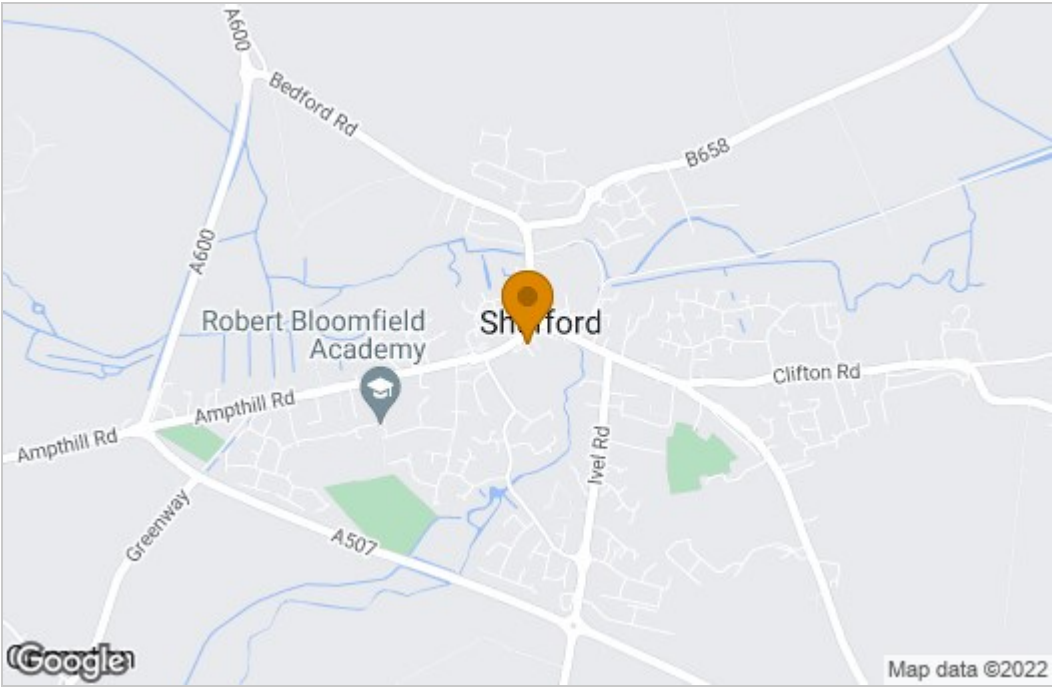 A600
Bedford Rd
B658
A600
Robert Bloomfield
Academy
Shefford
Clifton Rd
Ampthill Rd
Ampthill Rd
Ivel Rd
Greenway
A507
Google
Map data ©2022